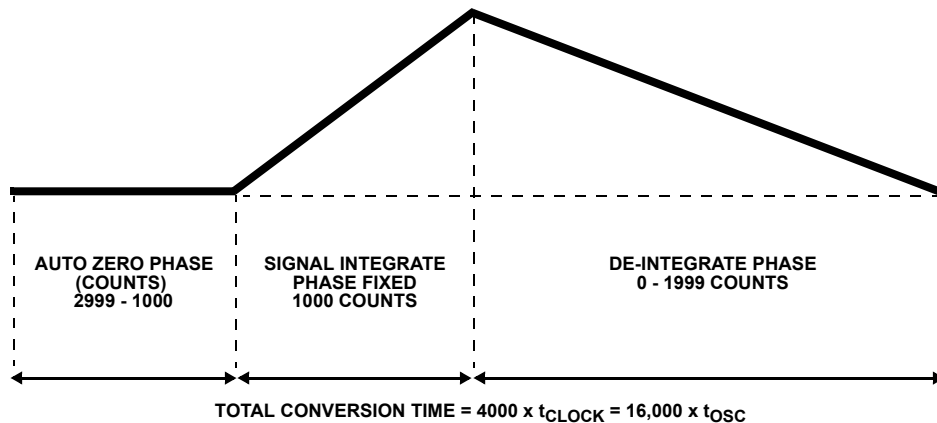 AUTO ZERO PHASE
(COUNTS)
2999 - 1000
SIGNAL INTEGRATE
PHASE FIXED
1000 COUNTS
DE-INTEGRATE PHASE
0 - 1999 COUNTS
TOTAL CONVERSION TIME = 4000 x tCLOCK = 16,000 x tOSC